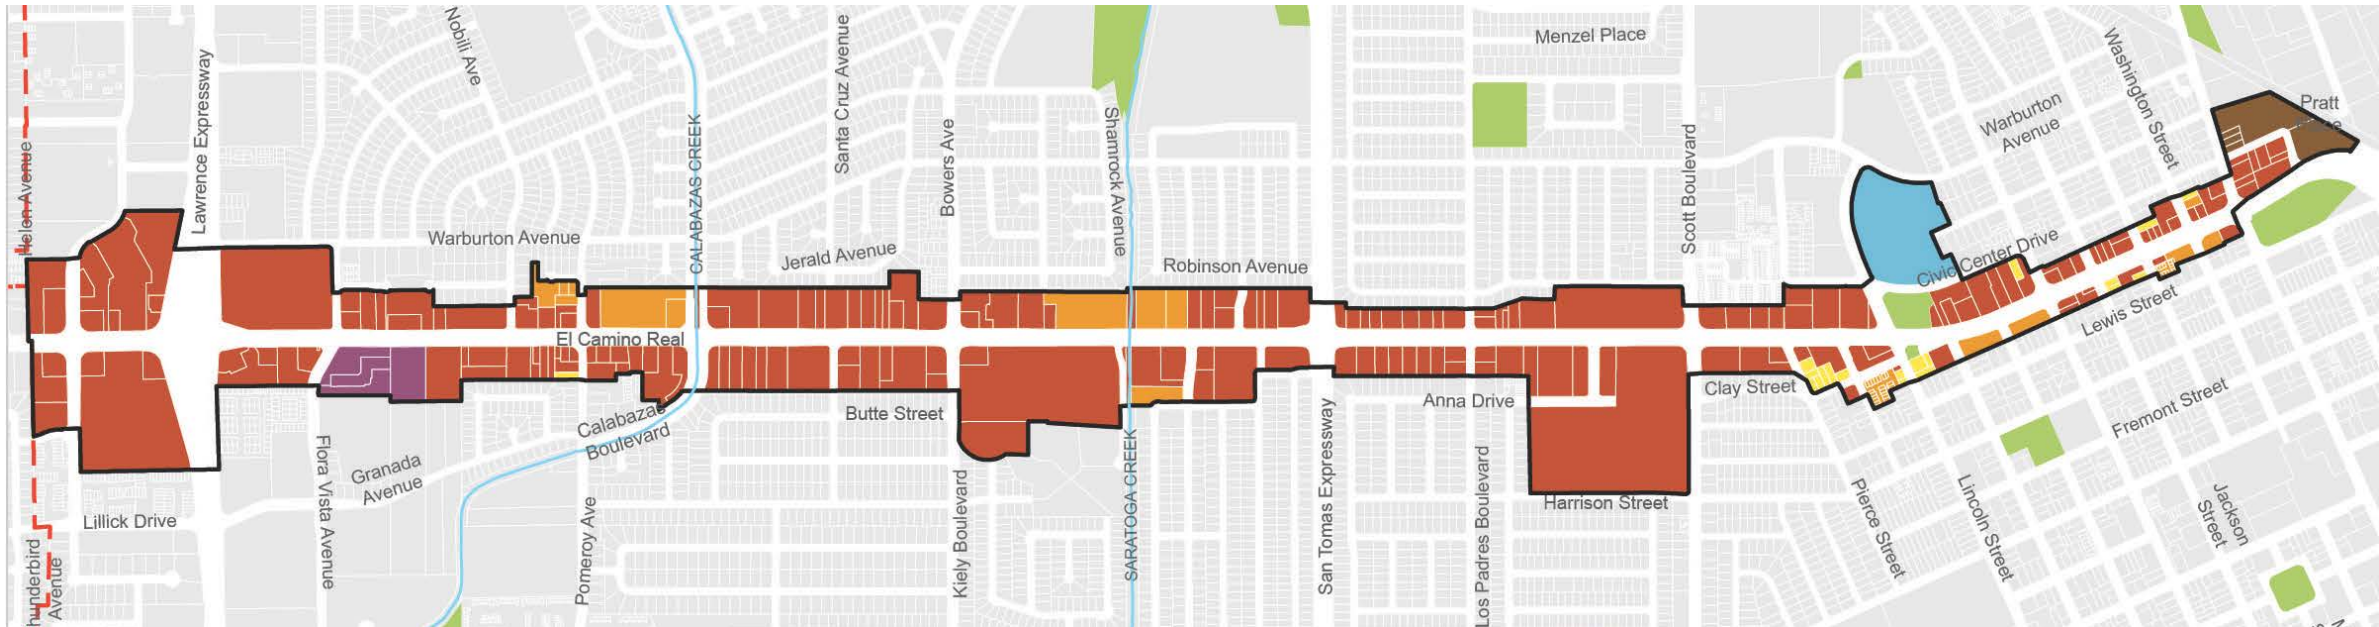 Nobili Ave
Santa Cruz Avenue
Menzel Place
Washington Street
Warburton
Avenue
Pratt
Helen Avenue
Lawrence Expressway
CALABAZAS CREEK
Bowers Ave
Shamrock Avenue
Scott Boulevard
Warburton Avenue
Jerald Avenue
Robinson Avenue
Civic Center Drive
El Camino Real
Lewis Street
Calabazas
Boulevard
Butte Street
Anna Drive
Clay Street
Fremont Street
Flora Vista Avenue
Granada
Avenue
Lillick Drive
Pomeroy Ave
Kiely Boulevard
SARATOGA CREEK
San Tomas Expressway
Los Padres Boulevard
Harrison Street
Pierce Street
Lincoln Street
Jackson
Street
hunderbird
Avenue